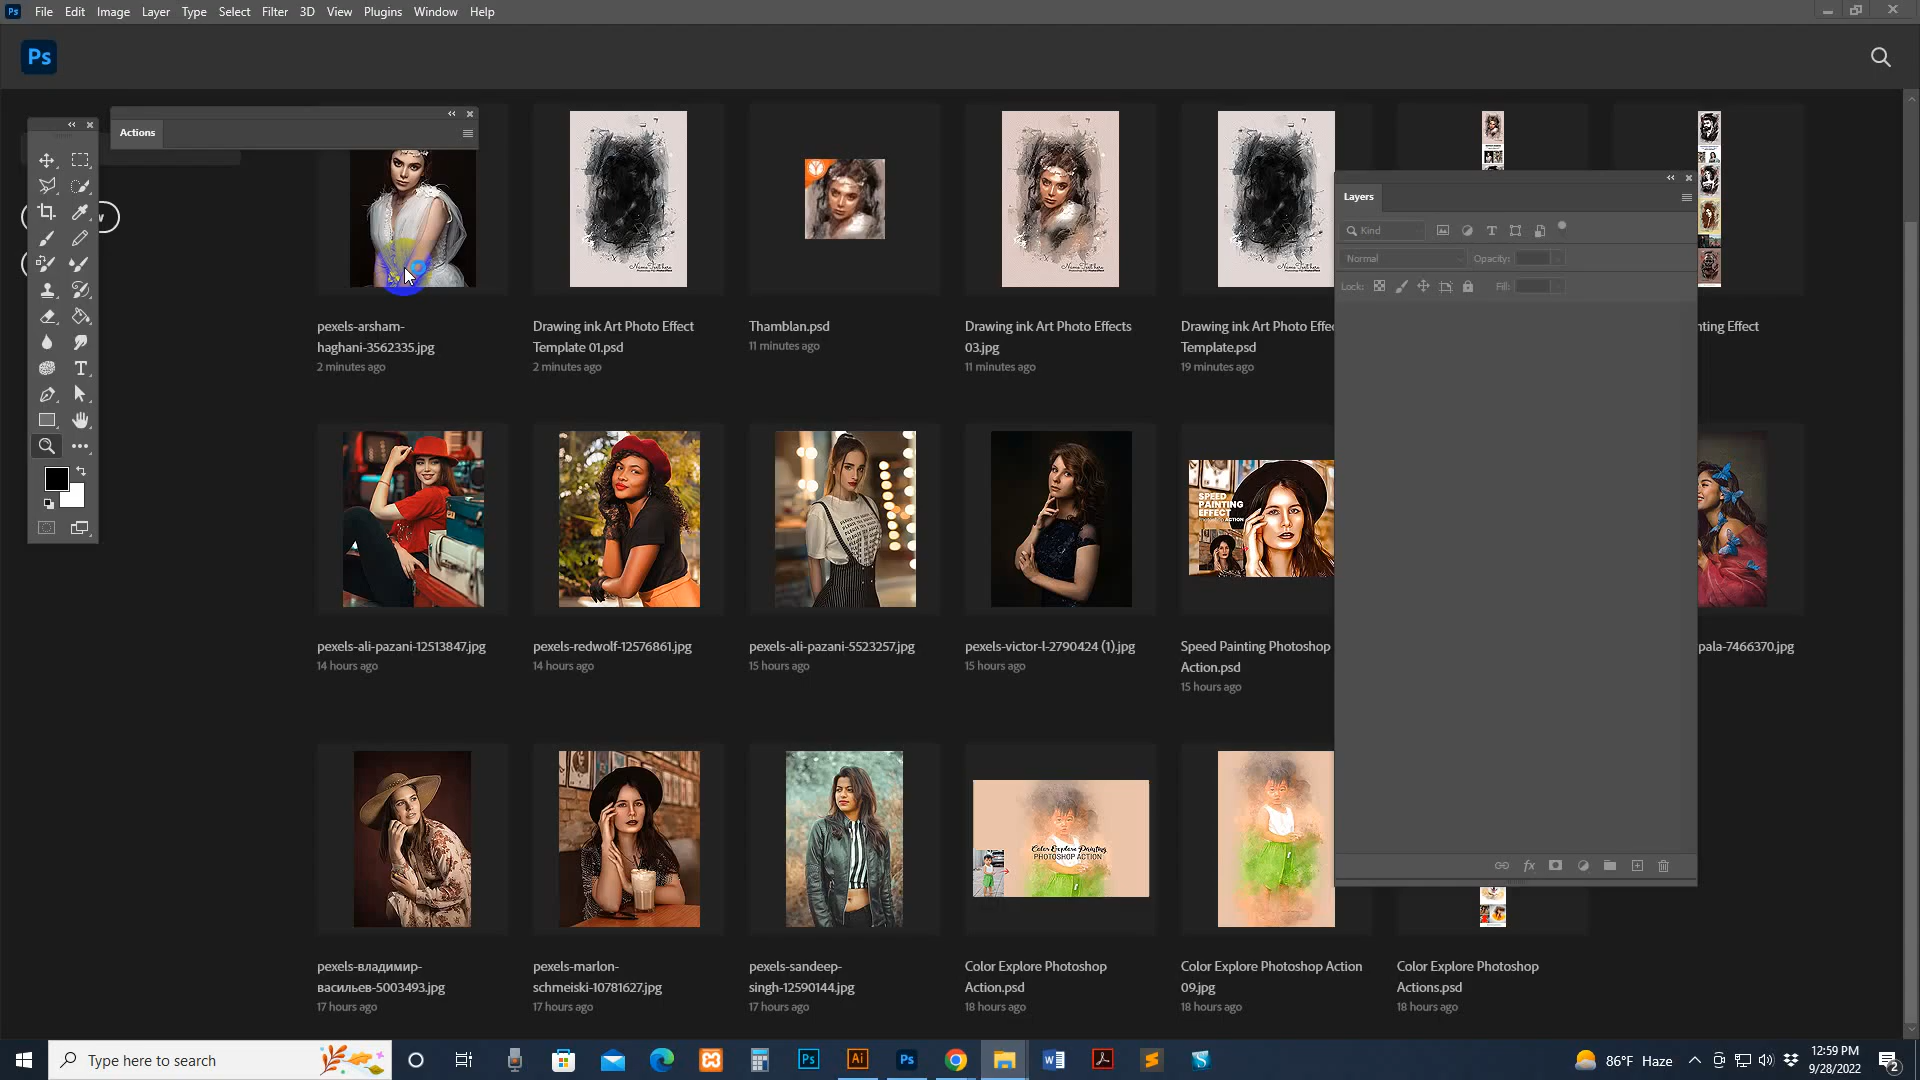 Ps File Edit Image Layer Type Select Filter 3D View Plugins Window Help
Ps
Actions
Layers
Kind
Normal Opacity:
Lock: Fill:
pexels-arsham-
haghani-3562335.jpg
2 minutes ago
Drawing ink Art Photo Effect
Template 01.psd
2 minutes ago
Thamblan.psd
11 minutes ago
Drawing ink Art Photo Effects
03.jpg
11 minutes ago
Drawing ink Art Photo Effec
Template.psd
19 minutes ago
nting Effect
pexels-ali-pazani-12513847.jpg
14 hours ago
pexels-redwolf-12576861.jpg
14 hours ago
pexels-ali-pazani-5523257.jpg
15 hours ago
pexels-victor-l-2790424 (1).jpg
15 hours ago
SPEED
PAINTING
EFFECT
Photoshop ACTION
Speed Painting Photoshop
Action.psd
15 hours ago
pala-7466370.jpg
pexels-владимир-
васильев-5003493.jpg
17 hours ago
pexels-marlon-
schmeiski-10781627.jpg
17 hours ago
pexels-sandeep-
singh-12590144.jpg
17 hours ago
Color Explore Painting
PHOTOSHOP ACTION
Color Explore Photoshop
Action.psd
18 hours ago
Color Explore Photoshop Action
09.jpg
18 hours ago
Color Explore Photoshop
Actions.psd
18 hours ago
Type here to search
86°F Haze
12:59 PM
9/28/2022
2